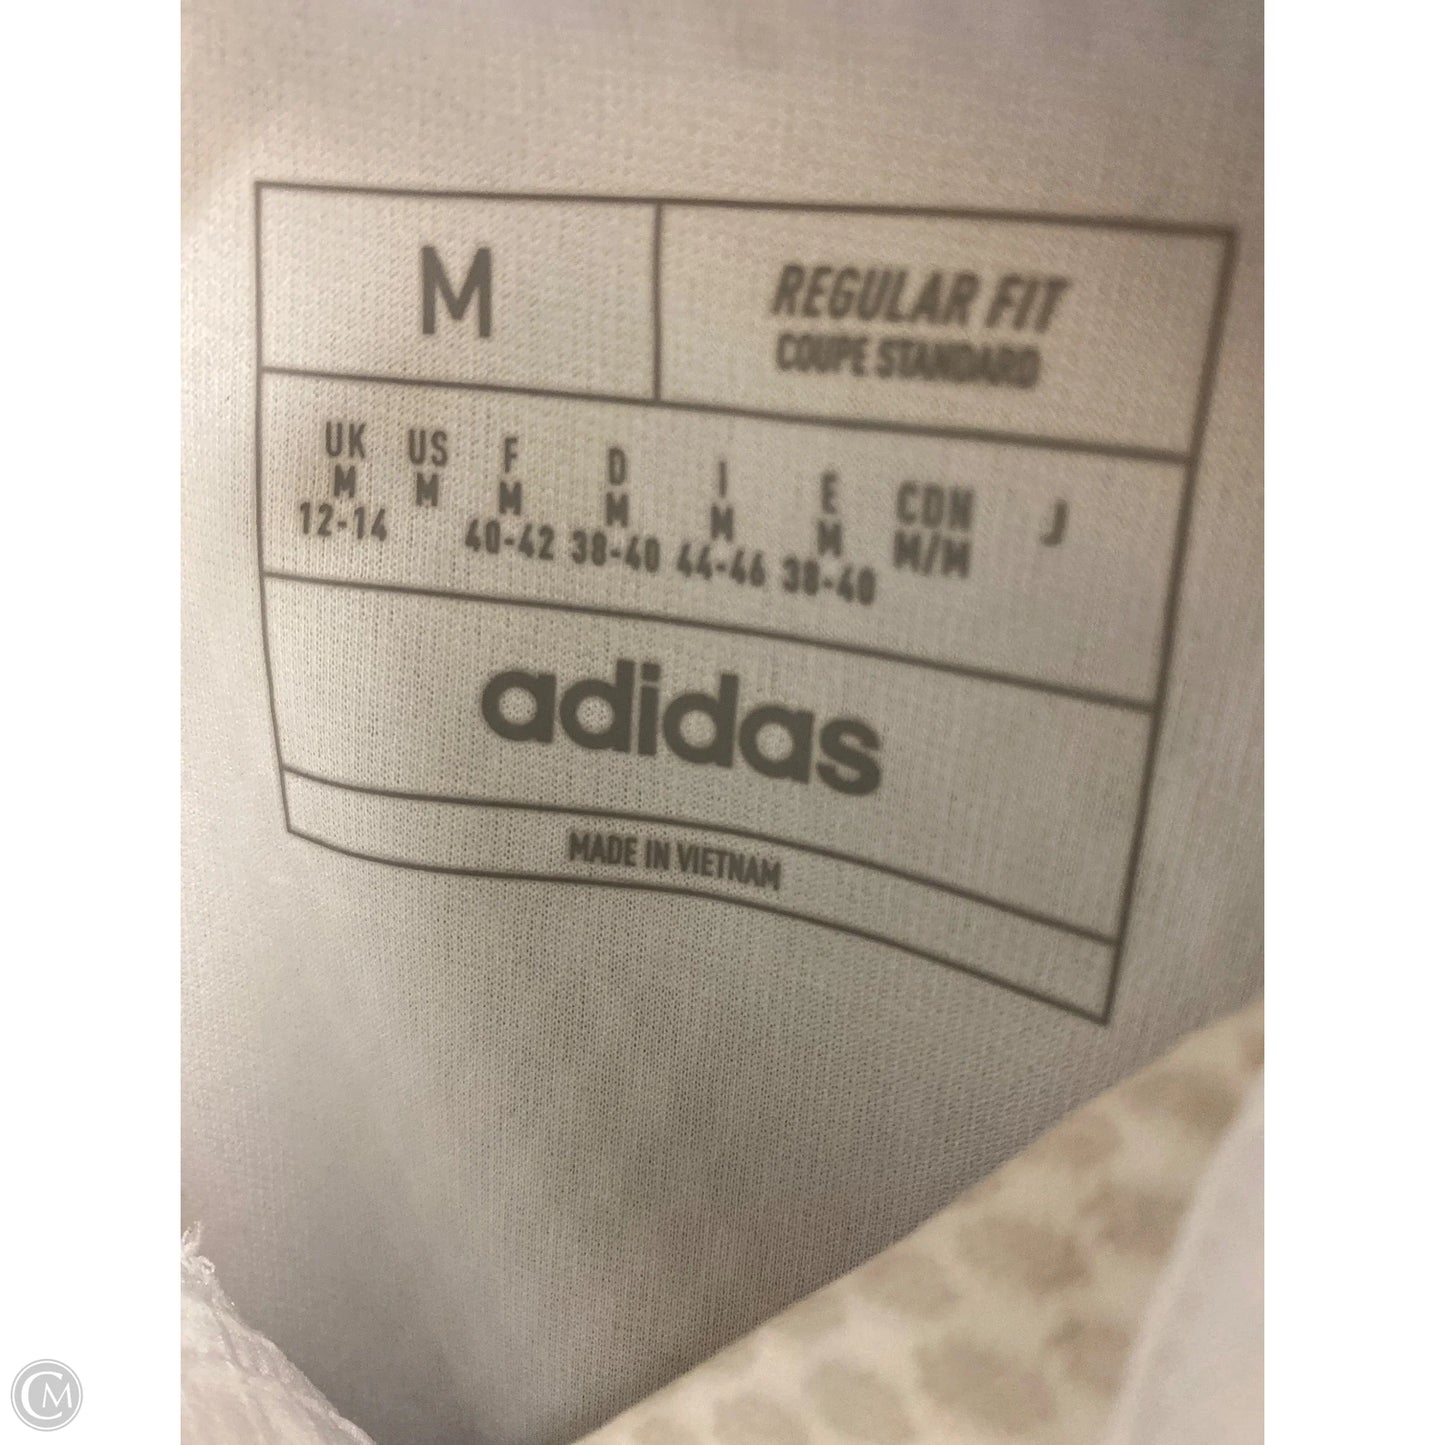 M
REGULAR FIT
COUPE STANDARD
UK US F D I E CDN J
M M M M M M M/M
12-14 40-42 38-40 44-46 38-40
adidas
MADE IN VIETNAM
CM